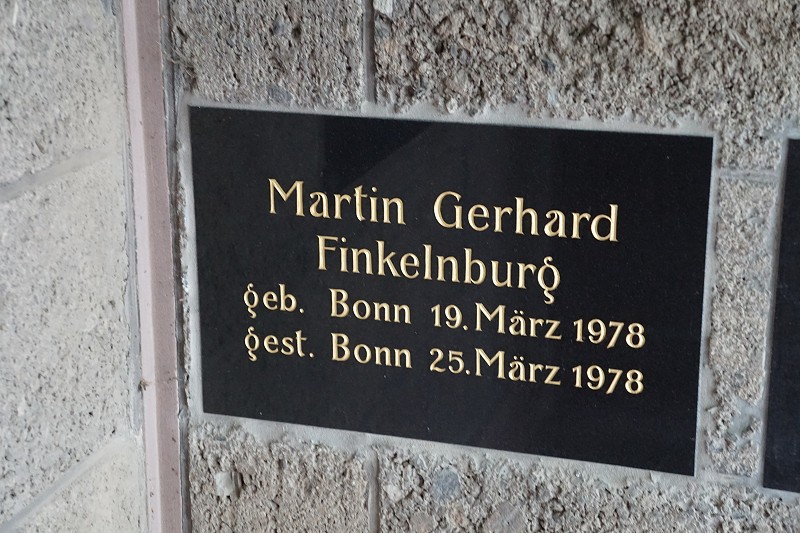 Martin Gerhard
Finkelnburg
geb. Bonn 19. März 1978
gest. Bonn 25. März 1978